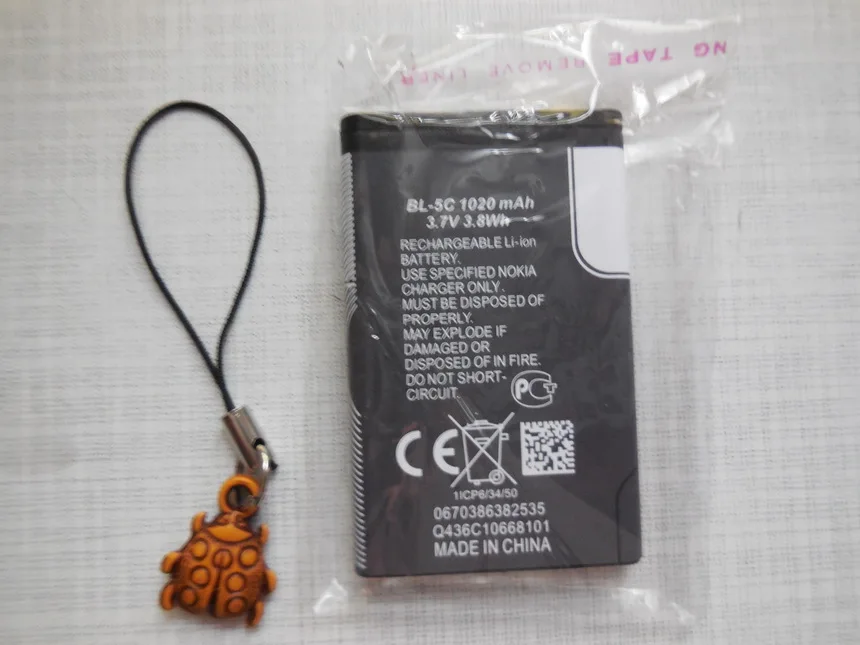 NG TAPE REMOVE LINER
BL-5C 1020 mAh
3.7V 3.8Wh
RECHARGEABLE Li-ion
BATTERY.
USE SPECIFIED NOKIA
CHARGER ONLY.
MUST BE DISPOSED OF
PROPERLY.
MAY EXPLODE IF
DAMAGED OR
DISPOSED OF IN FIRE.
DO NOT SHORT-
CIRCUIT.
PCT
CE
1ICP6/34/50
0670386382535
Q436C10668101
MADE IN CHINA